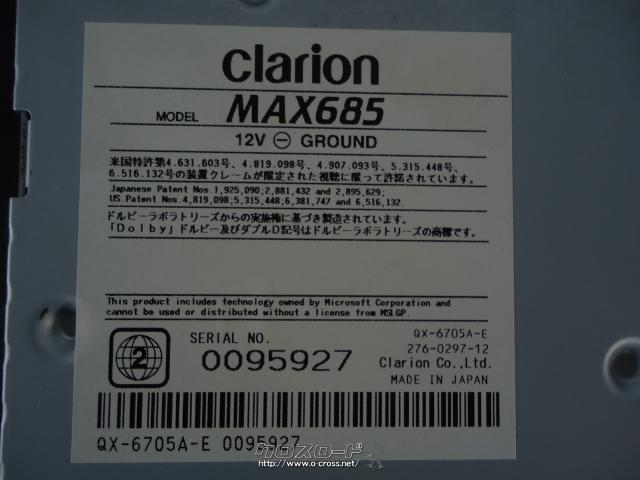 clarion
MODEL MAX685
12V ⊖ GROUND
米国特許第4.631.603号、4.819.098号、4.907.093号、5.315.448号、
6.516.132号の装置クレームが限定された視聴に限って許諾されています。
Japanese Patent Nos.1,925,090;2,881,432 and 2,895,629;
US.Patent Nos.4,819,098;5,315,448;6,381,747 and 6,516,132.
ドルビーラボラトリーズからの実施権に基づき製造されています。
「Dolby」ドルビー及びダブルD記号はドルビーラボラトリーズの商標です。
This product includes technology owned by Microsoft Corporation and
cannot be used or distributed without a license from MSLGP.
2
SERIAL NO.
0095927
QX-6705A-E
276-0297-12
Clarion Co.,Ltd.
MADE IN JAPAN
QX-6705A-E 0095927
クロスロード
http://www.o-cross.net/